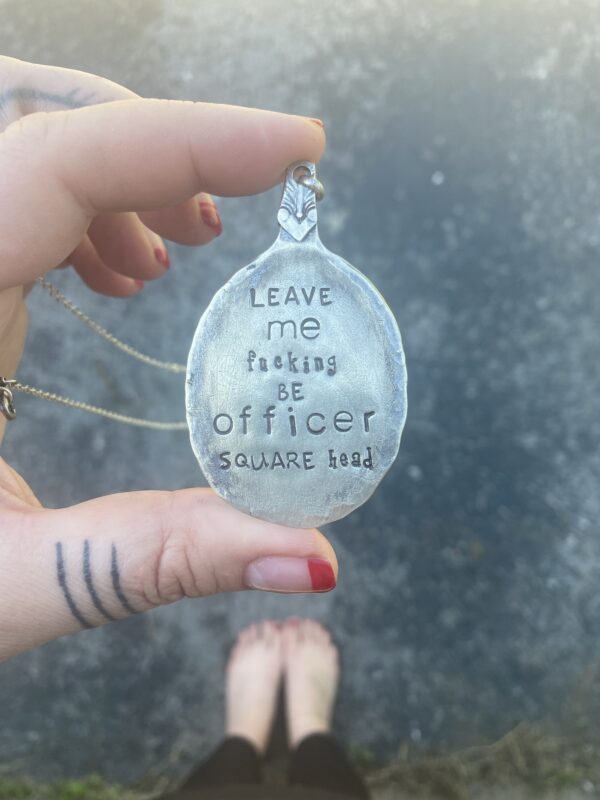 LEAVE
me
fucking
BE
officer
SQUARE head